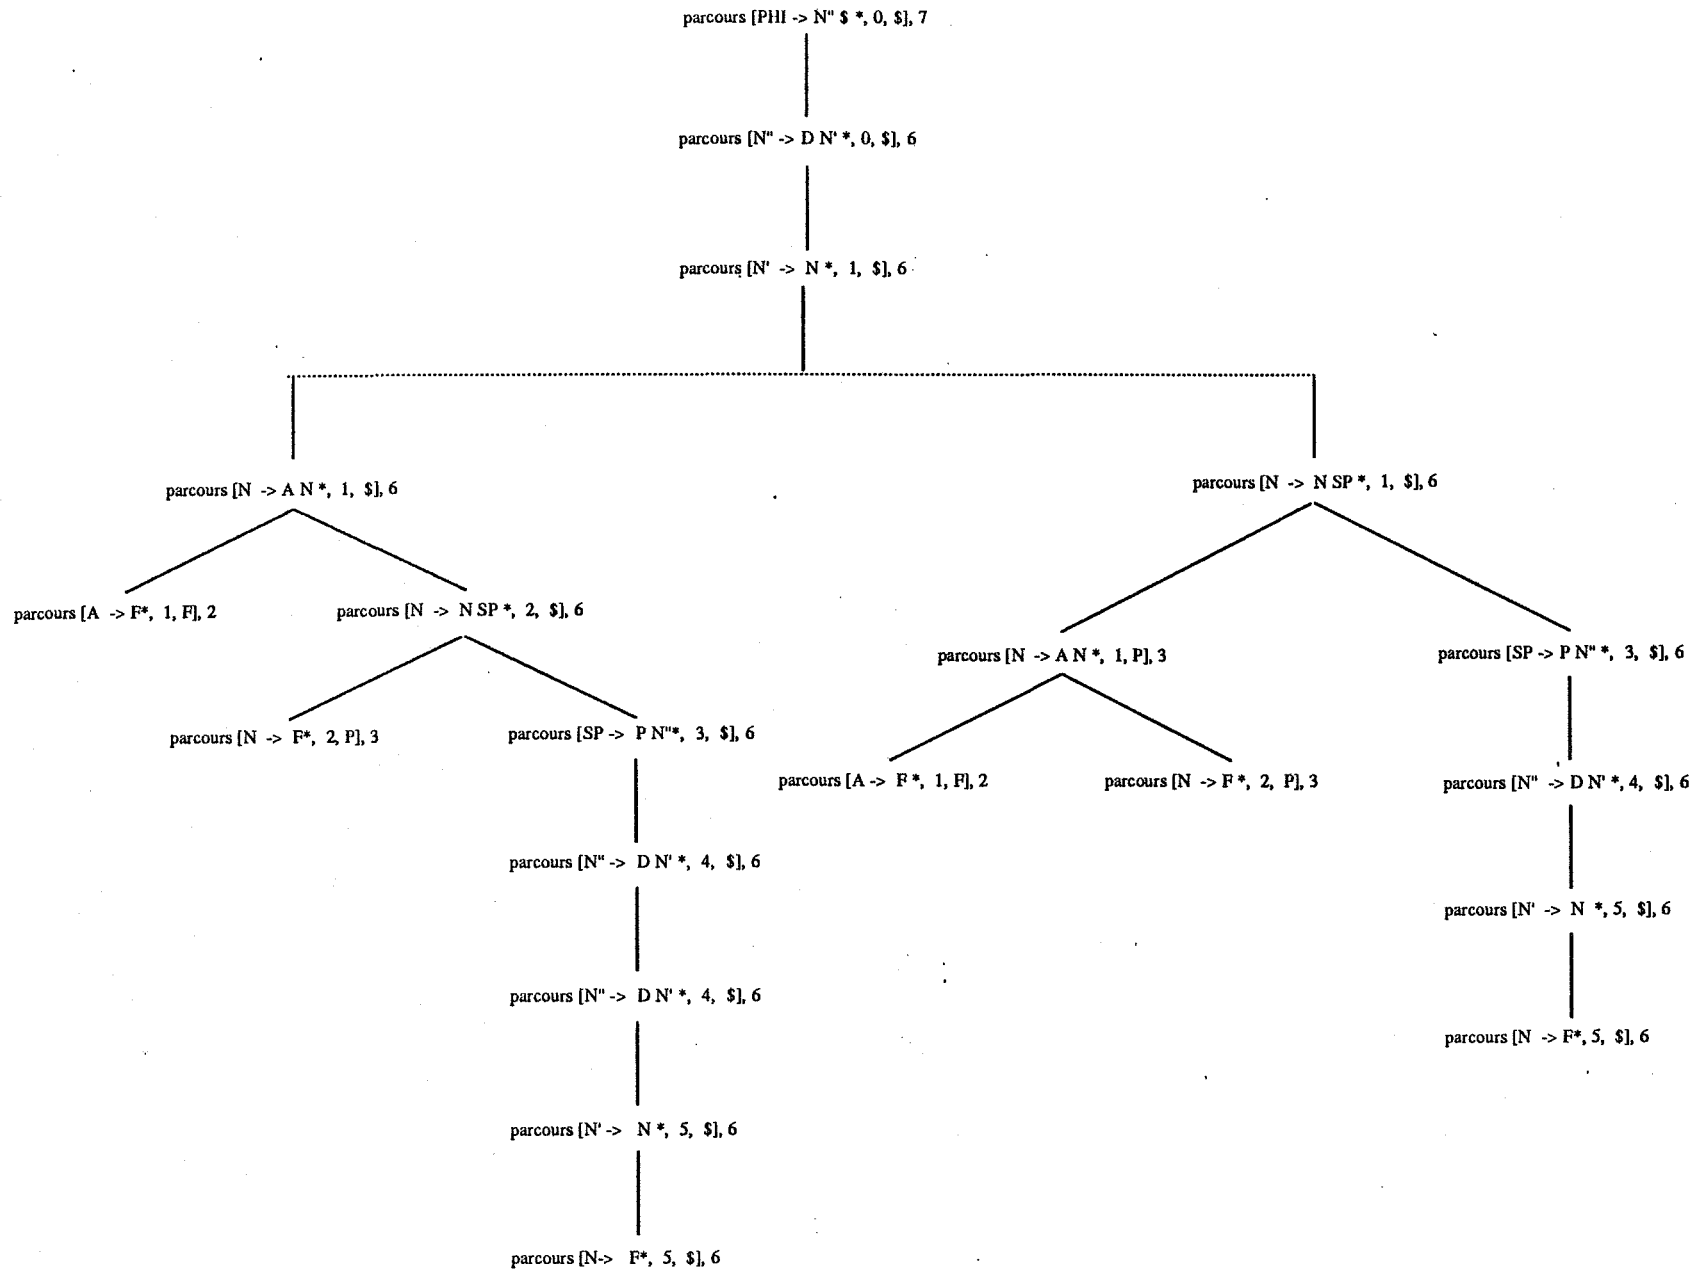 parcours [PHI -> N" $ *, 0, $], 7
parcours [N" -> D N' *, 0, $], 6
parcours [N' -> N *, 1, $], 6
parcours [N -> A N *, 1, $], 6
parcours [N -> N SP *, 1, $], 6
parcours [A -> F*, 1, F], 2
parcours [N -> N SP *, 2, $], 6
parcours [N -> A N *, 1, P], 3
parcours [SP -> P N" *, 3, $], 6
parcours [N -> F*, 2, P], 3
parcours [SP -> P N"*, 3, $], 6
parcours [A -> F *, 1, F], 2
parcours [N -> F *, 2, P], 3
parcours [N" -> D N' *, 4, $], 6
parcours [N" -> D N' *, 4, $], 6
parcours [N' -> N *, 5, $], 6
parcours [N" -> D N' *, 4, $], 6
parcours [N -> F*, 5, $], 6
parcours [N' -> N *, 5, $], 6
parcours [N-> F*, 5, $], 6